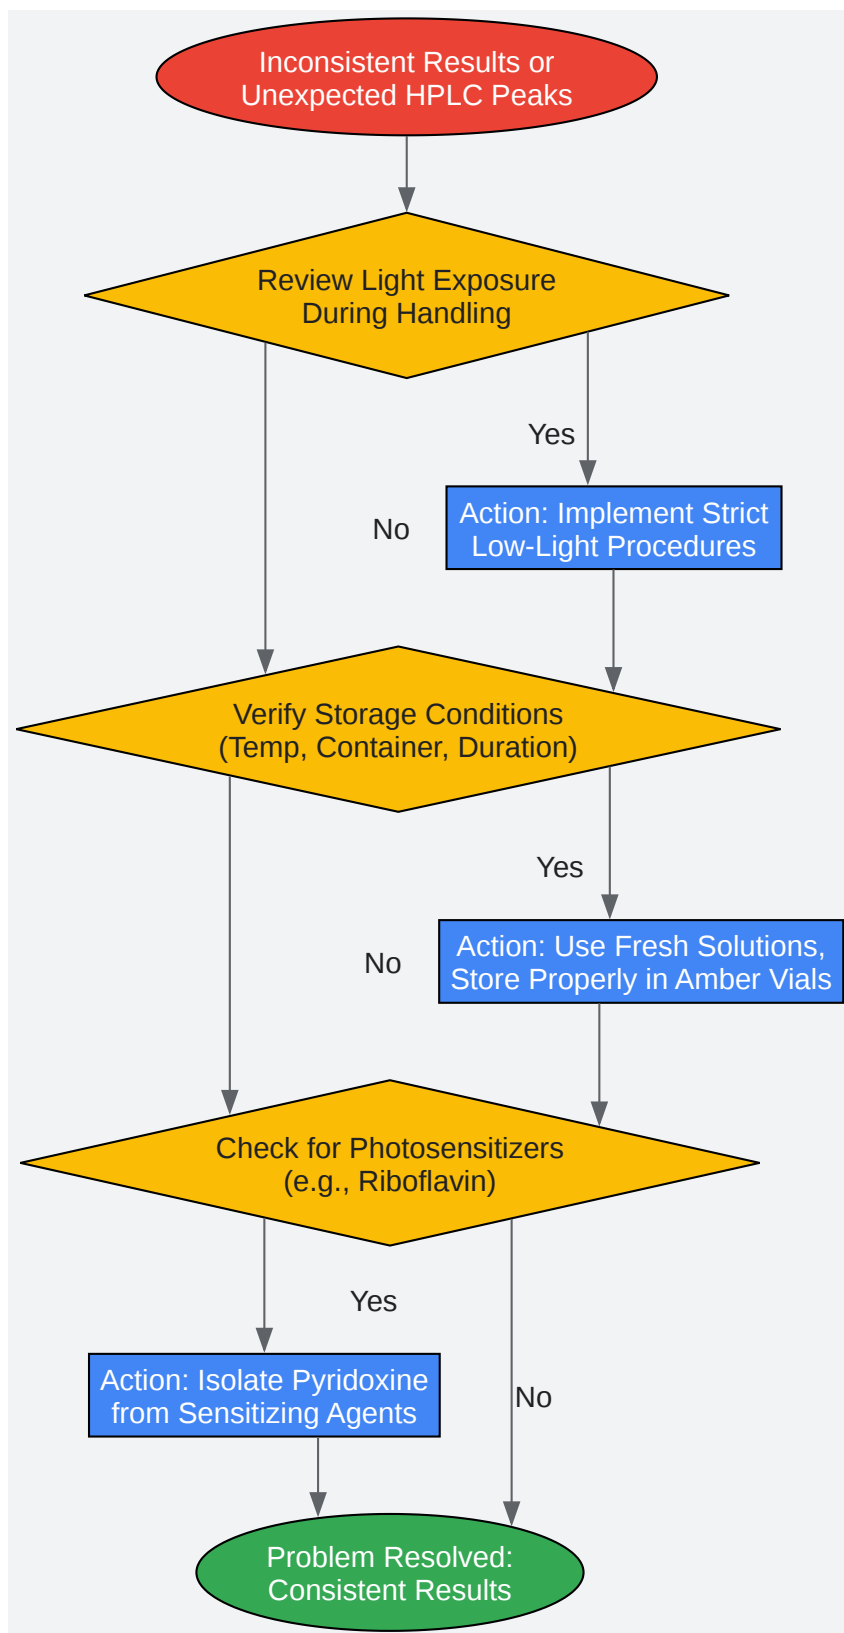 Inconsistent Results or
Unexpected HPLC Peaks
Review Light Exposure
During Handling
Yes
Action: Implement Strict
Low-Light Procedures
No
Verify Storage Conditions
(Temp, Container, Duration)
Yes
Action: Use Fresh Solutions,
Store Properly in Amber Vials
No
Check for Photosensitizers
(e.g., Riboflavin)
Yes
Action: Isolate Pyridoxine
from Sensitizing Agents
No
Problem Resolved:
Consistent Results